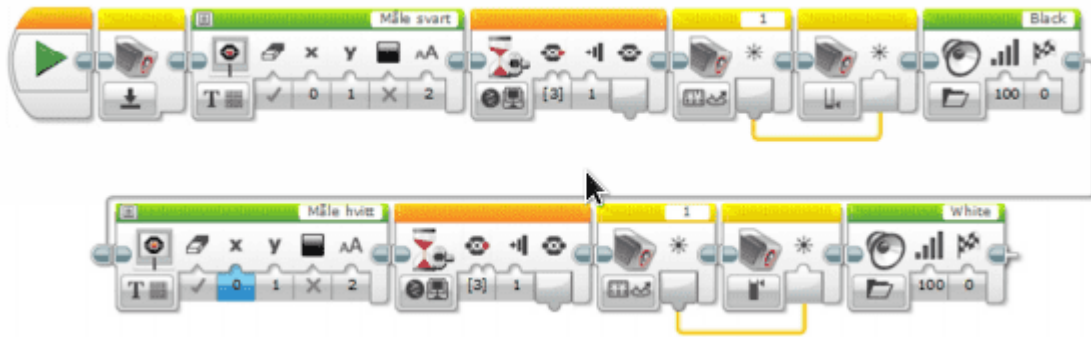 Måle svart 1 Black
x y AA
T 0 1 2 [3] 1 100 0
Måle hvitt 1 White
x y AA
T 0 1 2 [3] 1 100 0